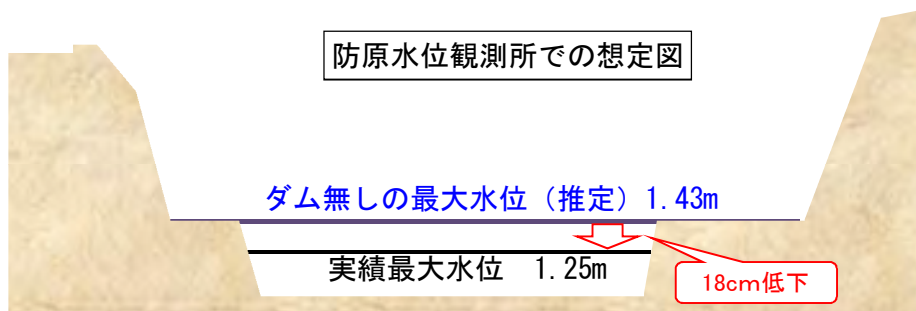 防原水位観測所での想定図
ダム無しの最大水位（推定）1.43m
実績最大水位　1.25m
18cm低下